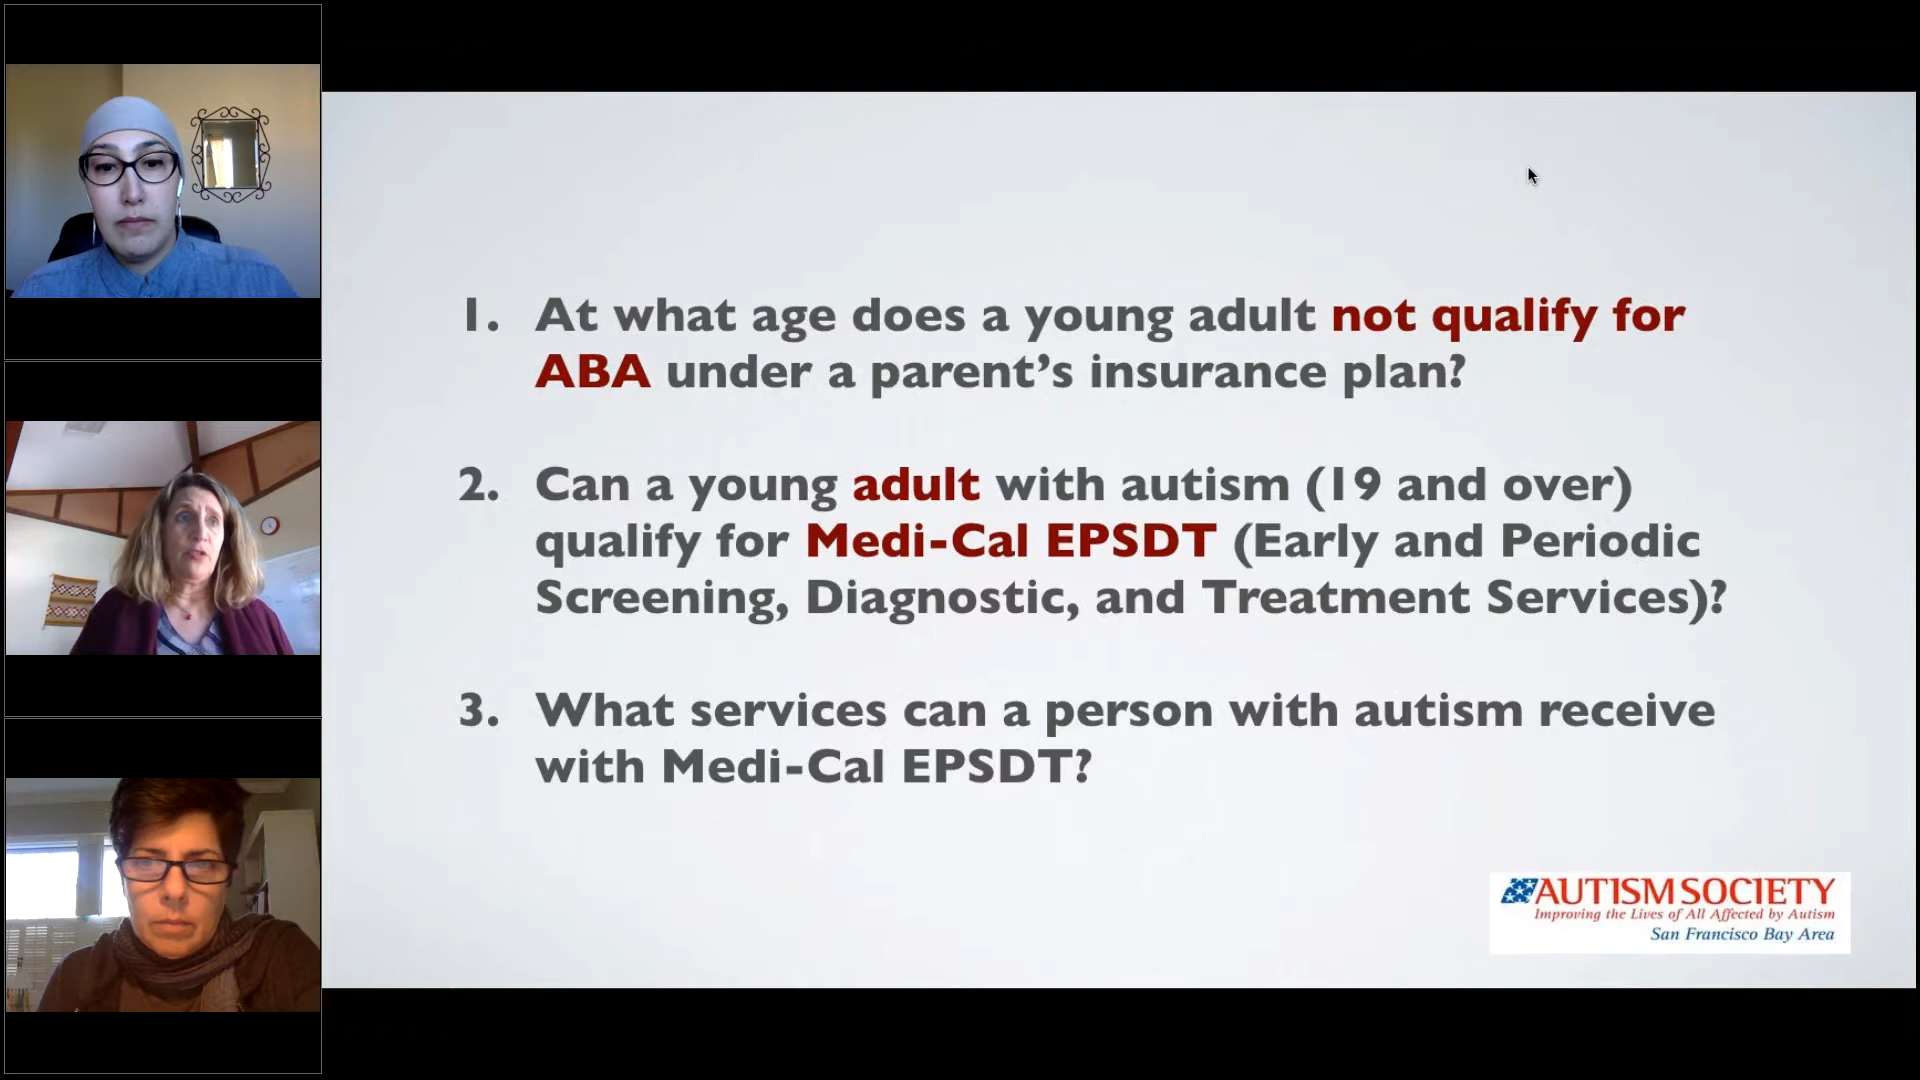 1. At what age does a young adult not qualify for
ABA under a parent’s insurance plan?
2. Can a young adult with autism (19 and over)
qualify for Medi-Cal EPSDT (Early and Periodic
Screening, Diagnostic, and Treatment Services)?
3. What services can a person with autism receive
with Medi-Cal EPSDT?
AUTISM SOCIETY
Improving the Lives of All Affected by Autism
San Francisco Bay Area